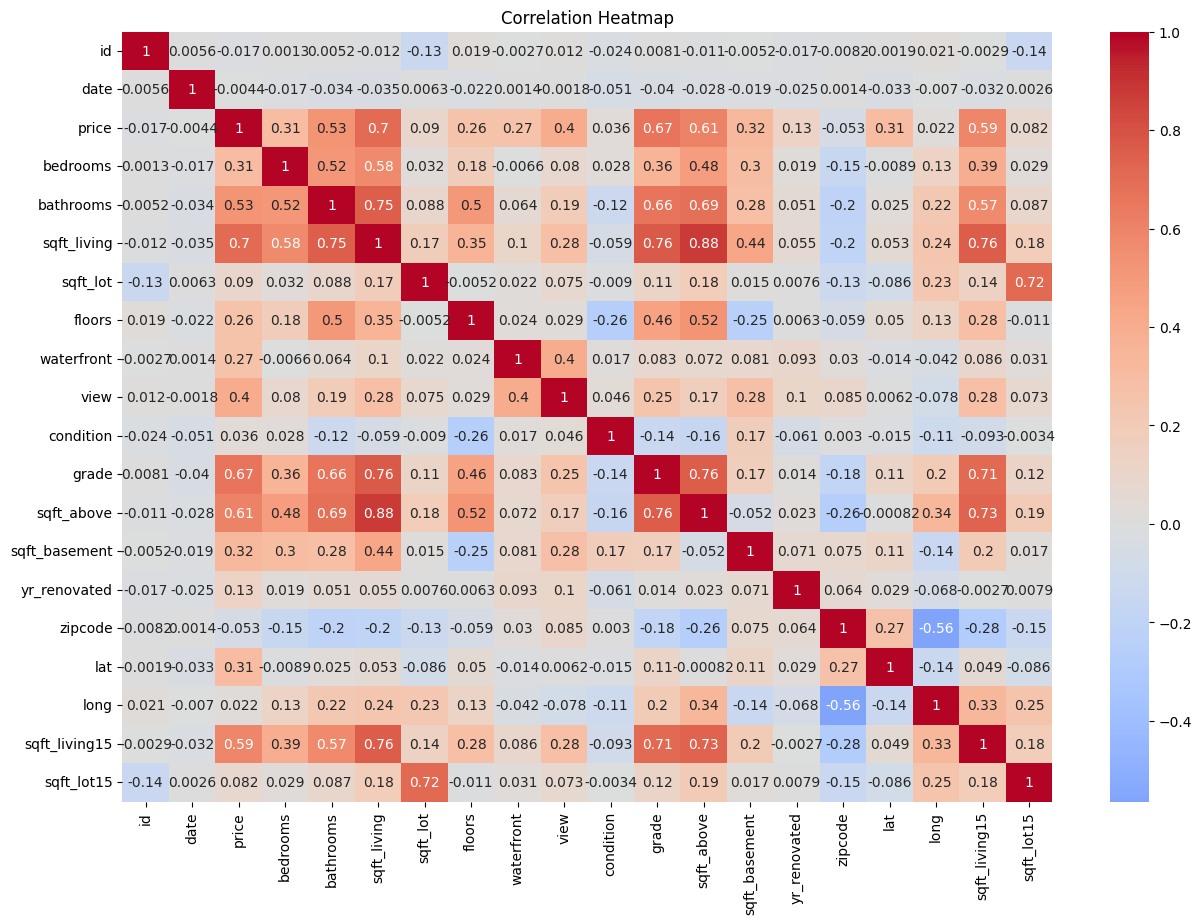 Correlation Heatmap
id 1 0.0056 -0.017 0.0013 0.0052 -0.012 -0.13 0.019 -0.0027 0.012 -0.024 0.0081 -0.011 -0.0052 -0.017 -0.0082 -0.0019 0.021 -0.0029 -0.14 1.0
date 0.0056 1 -0.0044 -0.017 -0.034 -0.035 0.0063 -0.022 0.0014 -0.0018 -0.051 -0.04 -0.028 -0.019 -0.025 0.0014 -0.033 -0.007 -0.032 0.0026
price -0.017 -0.0044 1 0.31 0.53 0.7 0.09 0.26 0.27 0.4 0.036 0.67 0.61 0.32 0.13 -0.053 0.31 0.022 0.59 0.082 0.8
bedrooms 0.0013 -0.017 0.31 1 0.52 0.58 0.032 0.18 -0.0066 0.08 0.028 0.36 0.48 0.3 0.019 -0.15 -0.0089 0.13 0.39 0.029
bathrooms 0.0052 -0.034 0.53 0.52 1 0.75 0.088 0.5 0.064 0.19 -0.12 0.66 0.69 0.28 0.051 -0.2 0.025 0.22 0.57 0.087 0.6
sqft_living -0.012 -0.035 0.7 0.58 0.75 1 0.17 0.35 0.1 0.28 -0.059 0.76 0.88 0.44 0.055 -0.2 0.053 0.24 0.76 0.18
sqft_lot -0.13 0.0063 0.09 0.032 0.088 0.17 1 -0.0052 0.022 0.075 -0.009 0.11 0.18 0.015 0.0076 -0.13 -0.086 0.23 0.14 0.72
floors 0.019 -0.022 0.26 0.18 0.5 0.35 -0.0052 1 0.024 0.029 -0.26 0.46 0.52 -0.25 0.0063 -0.059 0.05 0.13 0.28 -0.011 0.4
waterfront -0.0027 0.0014 0.27 -0.0066 0.064 0.1 0.022 0.024 1 0.4 0.017 0.083 0.072 0.081 0.093 0.03 -0.014 -0.042 0.086 0.031
view 0.012 -0.0018 0.4 0.08 0.19 0.28 0.075 0.029 0.4 1 0.046 0.25 0.17 0.28 0.1 0.085 0.0062 -0.078 0.28 0.073
condition -0.024 -0.051 0.036 0.028 -0.12 -0.059 -0.009 -0.26 0.017 0.046 1 -0.14 -0.16 0.17 -0.061 0.003 -0.015 -0.11 -0.093 -0.0034 0.2
grade 0.0081 -0.04 0.67 0.36 0.66 0.76 0.11 0.46 0.083 0.25 -0.14 1 0.76 0.17 0.014 -0.18 0.11 0.2 0.71 0.12
sqft_above -0.011 -0.028 0.61 0.48 0.69 0.88 0.18 0.52 0.072 0.17 -0.16 0.76 1 -0.052 0.023 -0.26 -0.00082 0.34 0.73 0.19 0.0
sqft_basement -0.0052 -0.019 0.32 0.3 0.28 0.44 0.015 -0.25 0.081 0.28 0.17 0.17 -0.052 1 0.071 0.075 0.11 -0.14 0.2 0.017
yr_renovated -0.017 -0.025 0.13 0.019 0.051 0.055 0.0076 0.0063 0.093 0.1 -0.061 0.014 0.023 0.071 1 0.064 0.029 -0.068 -0.0027 0.0079
zipcode -0.0082 0.0014 -0.053 -0.15 -0.2 -0.2 -0.13 -0.059 0.03 0.085 0.003 -0.18 -0.26 0.075 0.064 1 0.27 -0.56 -0.28 -0.15 −0.2
lat -0.0019 -0.033 0.31 -0.0089 0.025 0.053 -0.086 0.05 -0.014 0.0062 -0.015 0.11 -0.00082 0.11 0.029 0.27 1 -0.14 0.049 -0.086
long 0.021 -0.007 0.022 0.13 0.22 0.24 0.23 0.13 -0.042 -0.078 -0.11 0.2 0.34 -0.14 -0.068 -0.56 -0.14 1 0.33 0.25 −0.4
sqft_living15 -0.0029 -0.032 0.59 0.39 0.57 0.76 0.14 0.28 0.086 0.28 -0.093 0.71 0.73 0.2 -0.0027 -0.28 0.049 0.33 1 0.18
sqft_lot15 -0.14 0.0026 0.082 0.029 0.087 0.18 0.72 -0.011 0.031 0.073 -0.0034 0.12 0.19 0.017 0.0079 -0.15 -0.086 0.25 0.18 1
id date price bedrooms bathrooms sqft_living sqft_lot floors waterfront view condition grade sqft_above sqft_basement yr_renovated zipcode lat long sqft_living15 sqft_lot15